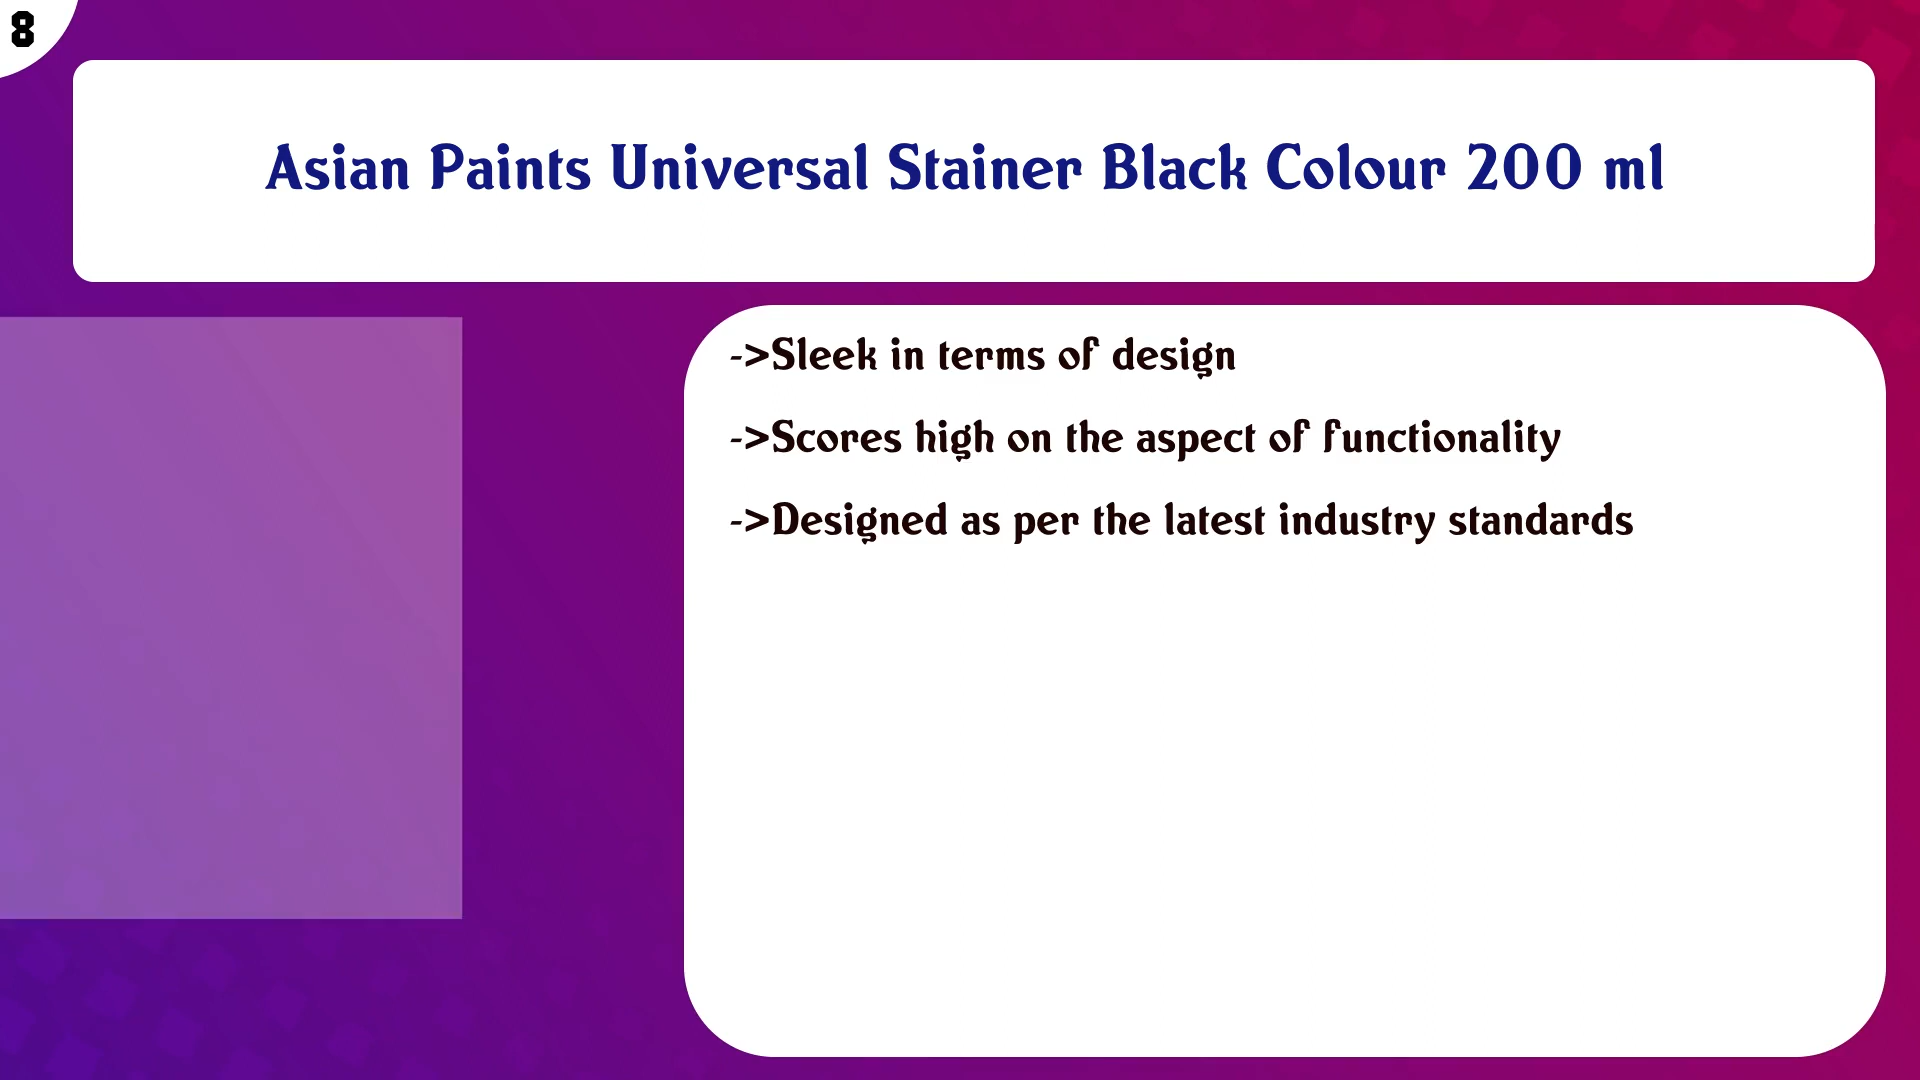 8
Asian Paints Universal Stainer Black Colour 200 ml
->Sleek in terms of design
->Scores high on the aspect of functionality
->Designed as per the latest industry standards